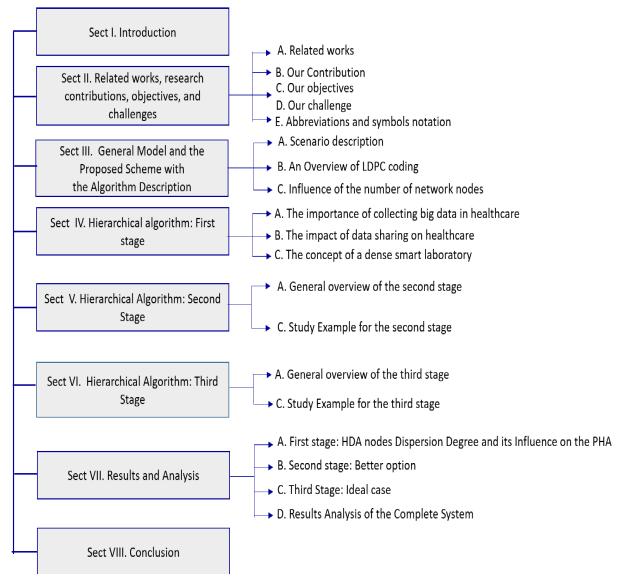 Sect I. Introduction
Sect II. Related works, research
contributions, objectives, and
challenges
A. Related works
B. Our Contribution
C. Our objectives
D. Our challenge
E. Abbreviations and symbols notation
Sect III. General Model and the
Proposed Scheme with
the Algorithm Description
A. Scenario description
B. An Overview of LDPC coding
C. Influence of the number of network nodes
Sect IV. Hierarchical algorithm: First
stage
A. The importance of collecting big data in healthcare
B. The impact of data sharing on healthcare
C. The concept of a dense smart laboratory
Sect V. Hierarchical Algorithm: Second
Stage
A. General overview of the second stage
C. Study Example for the second stage
Sect VI. Hierarchical Algorithm: Third
Stage
A. General overview of the third stage
C. Study Example for the third stage
Sect VII. Results and Analysis
A. First stage: HDA nodes Dispersion Degree and its Influence on the PHA
B. Second stage: Better option
C. Third Stage: Ideal case
D. Results Analysis of the Complete System
Sect VIII. Conclusion